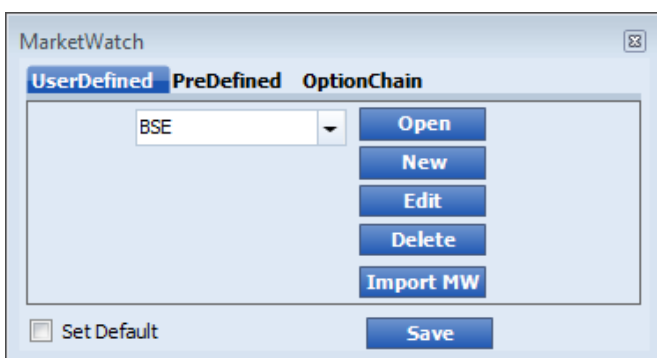 MarketWatch
UserDefined PreDefined OptionChain
BSE Open
New
Edit
Delete
Import MW
Set Default Save